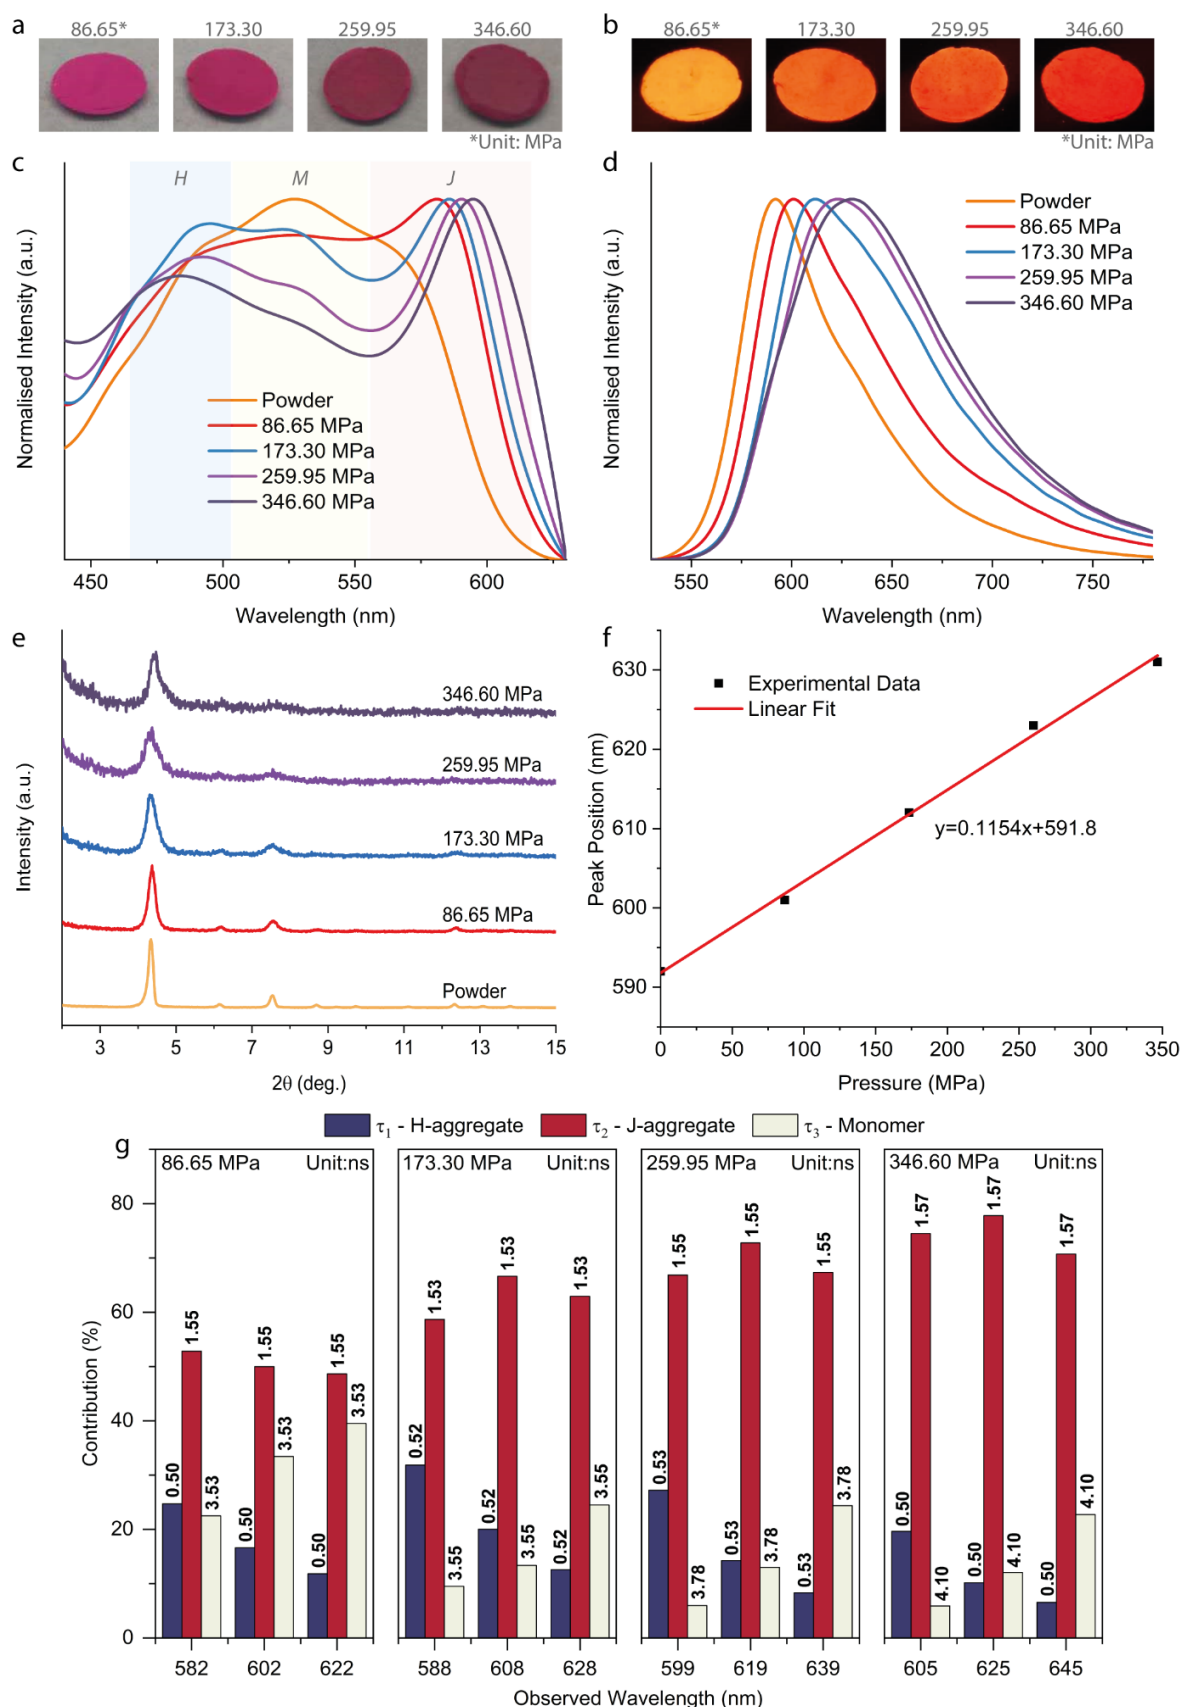 a
86.65* 173.30 259.95 346.60
*Unit: MPa
b
86.65* 173.30 259.95 346.60
*Unit: MPa
c
H M J
Normalised Intensity (a.u.)
Powder
86.65 MPa
173.30 MPa
259.95 MPa
346.60 MPa
450 500 550 600
Wavelength (nm)
d
Normalised Intensity (a.u.)
Powder
86.65 MPa
173.30 MPa
259.95 MPa
346.60 MPa
550 600 650 700 750
Wavelength (nm)
e
Intensity (a.u.)
346.60 MPa
259.95 MPa
173.30 MPa
86.65 MPa
Powder
3 5 7 9 11 13 15
2θ (deg.)
f
Peak Position (nm)
630
620
610
600
590
Experimental Data
Linear Fit
y=0.1154x+591.8
0 50 100 150 200 250 300 350
Pressure (MPa)
g
τ1 - H-aggregate τ2 - J-aggregate τ3 - Monomer
Contribution (%)
80
60
40
20
0
86.65 MPa Unit:ns
0.50 1.55 3.53 0.50 1.55 3.53 0.50 1.55 3.53
582 602 622
173.30 MPa Unit:ns
0.52 1.53 3.55 0.52 1.53 3.55 0.52 1.53 3.55
588 608 628
259.95 MPa Unit:ns
0.53 1.55 3.78 0.53 1.55 3.78 0.53 1.55 3.78
599 619 639
346.60 MPa Unit:ns
0.50 1.57 4.10 0.50 1.57 4.10 0.50 1.57 4.10
605 625 645
Observed Wavelength (nm)